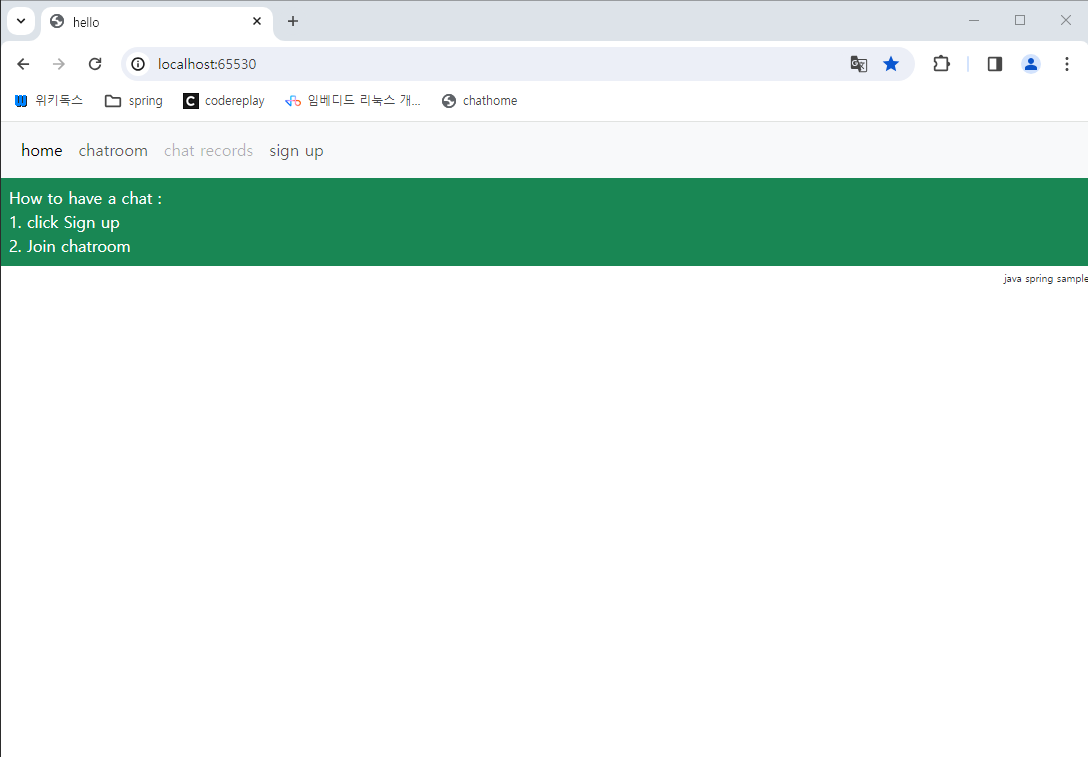 hello
localhost:65530
위키독스 spring codereplay 임베디드 리눅스 개... chathome
home chatroom chat records sign up
How to have a chat :
1. click Sign up
2. Join chatroom
java spring sample